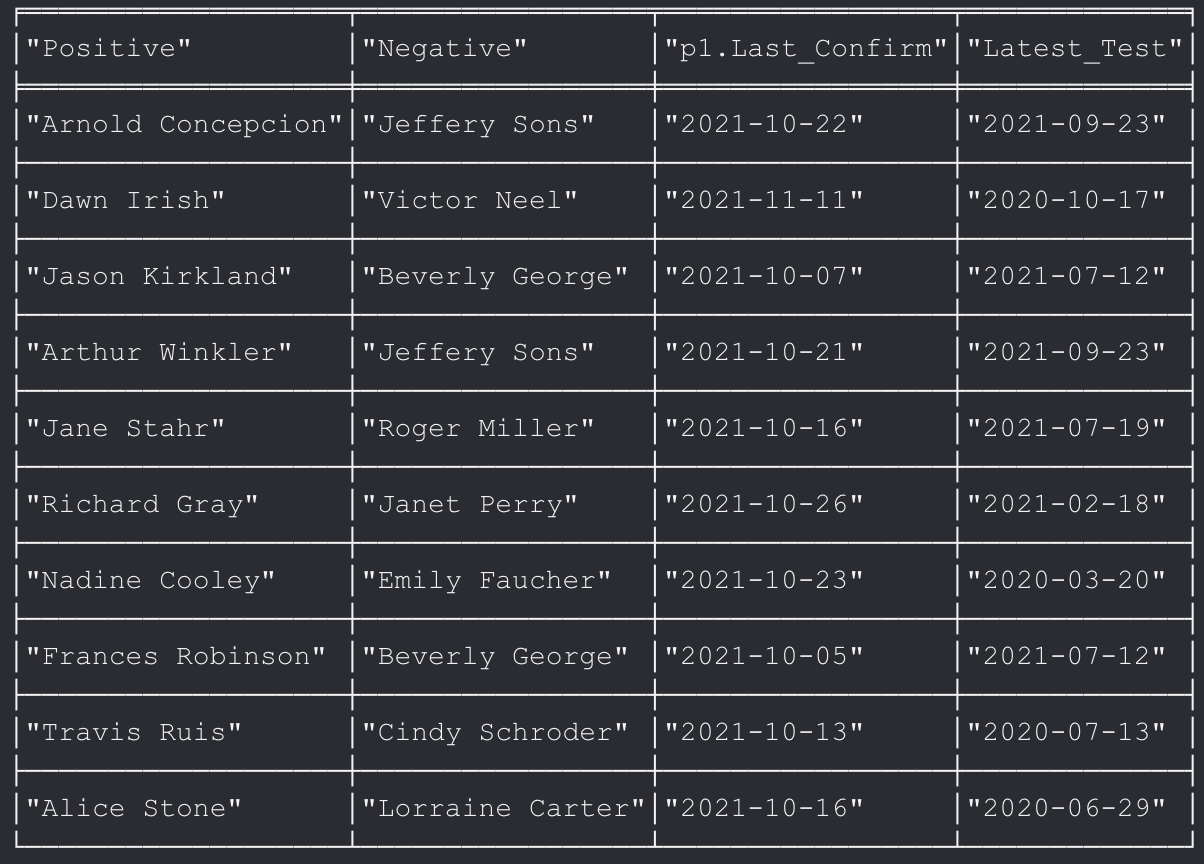 "Positive" "Negative" "p1.Last_Confirm" "Latest_Test"
"Arnold Concepcion" "Jeffery Sons" "2021-10-22" "2021-09-23"
"Dawn Irish" "Victor Neel" "2021-11-11" "2020-10-17"
"Jason Kirkland" "Beverly George" "2021-10-07" "2021-07-12"
"Arthur Winkler" "Jeffery Sons" "2021-10-21" "2021-09-23"
"Jane Stahr" "Roger Miller" "2021-10-16" "2021-07-19"
"Richard Gray" "Janet Perry" "2021-10-26" "2021-02-18"
"Nadine Cooley" "Emily Faucher" "2021-10-23" "2020-03-20"
"Frances Robinson" "Beverly George" "2021-10-05" "2021-07-12"
"Travis Ruis" "Cindy Schroder" "2021-10-13" "2020-07-13"
"Alice Stone" "Lorraine Carter" "2021-10-16" "2020-06-29"